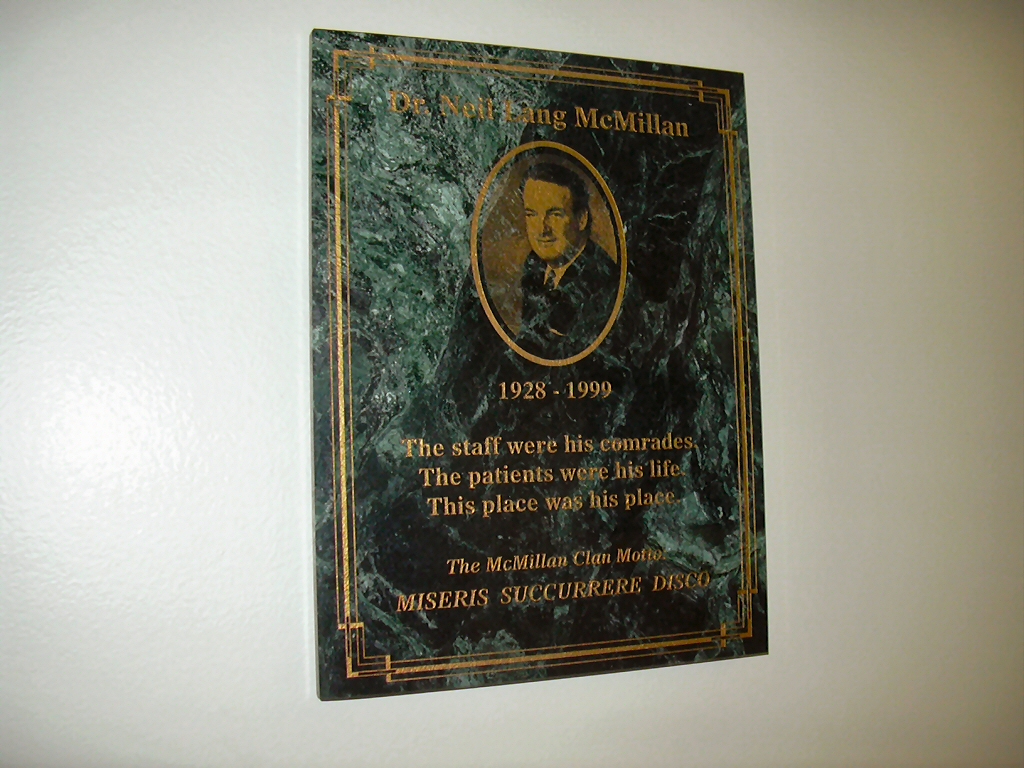 Dr. Neil Lang McMillan
1928 - 1999
The staff were his comrades.
The patients were his life.
This place was his place.
The McMillan Clan Motto:
MISERIS SUCCURRERE DISCO